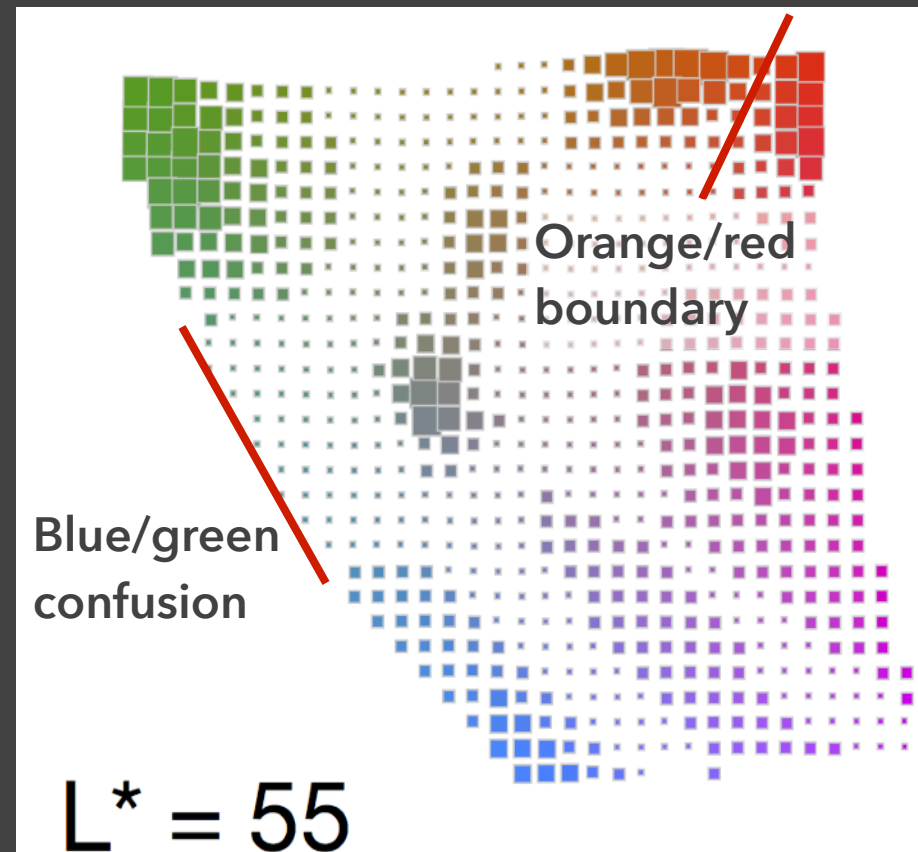 Orange/red
boundary
Blue/green
confusion
L* = 55